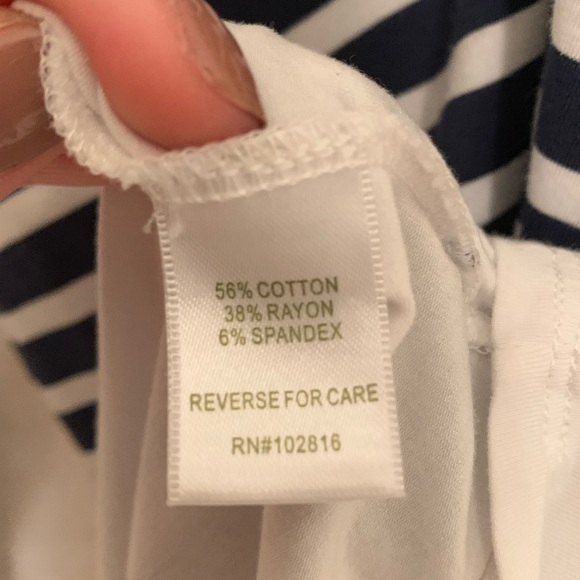 56% COTTON
38% RAYON
6% SPANDEX
REVERSE FOR CARE
RN#102816